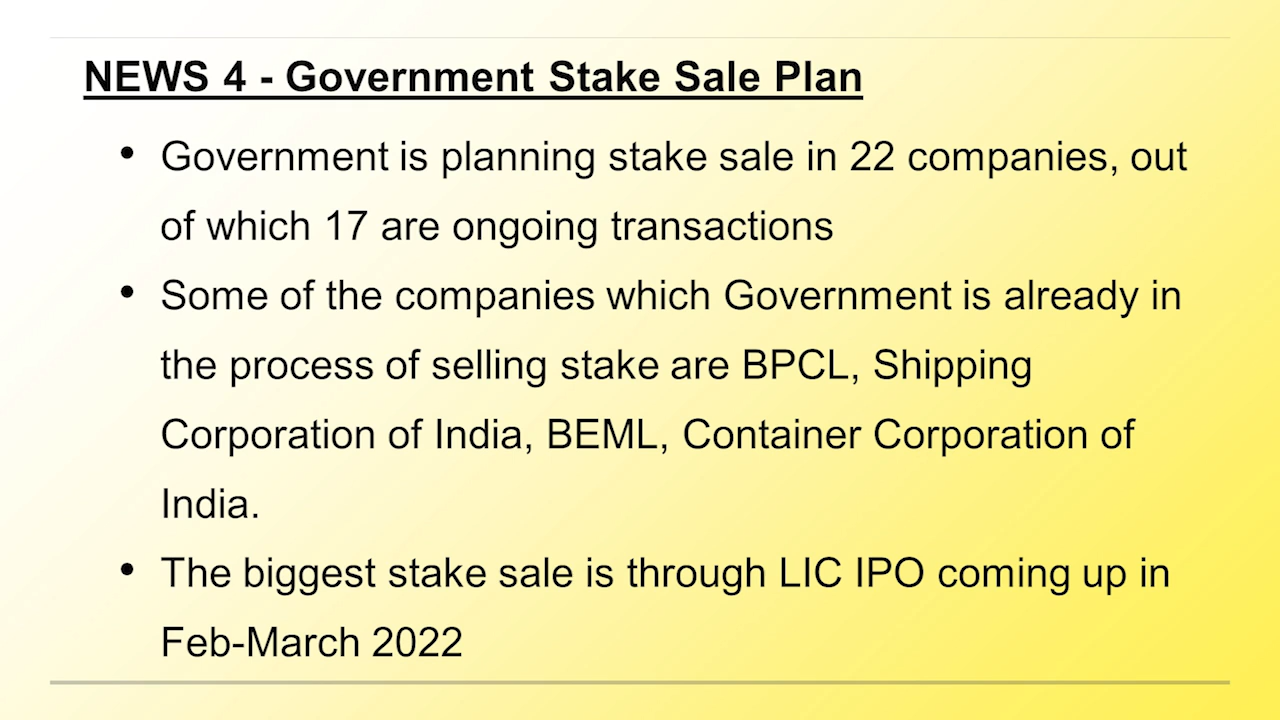 NEWS 4 - Government Stake Sale Plan
• Government is planning stake sale in 22 companies, out
of which 17 are ongoing transactions
• Some of the companies which Government is already in
the process of selling stake are BPCL, Shipping
Corporation of India, BEML, Container Corporation of
India.
• The biggest stake sale is through LIC IPO coming up in
Feb-March 2022